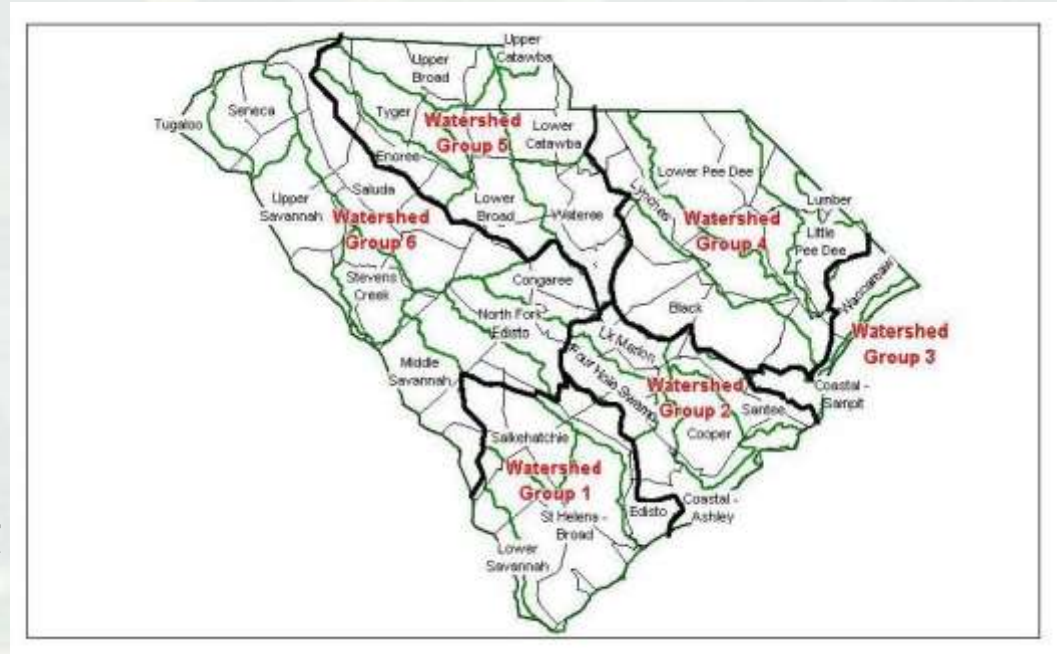 Upper
Catawba
Upper
Broad
Seneca
Tyger
Tugaloo
Watershed
Group 5
Lower
Catawba
Enoree
Saluda
Lower Pee Dee
Lynches
Upper
Savannah
Watershed
Group 6
Lower
Broad
Wateree
Watershed
Group 4
Lumber
Little
Pee Dee
Waccamaw
Stevens
Creek
Congaree
Black
North Fork
Edisto
Lk Marion
Watershed
Group 3
Four Hole Swamp
Middle
Savannah
Watershed
Group 2
Santee
Coastal -
Sampit
Cooper
Salkehatchie
Watershed
Group 1
Coastal -
Ashley
Edisto
St Helena -
Broad
Lower
Savannah